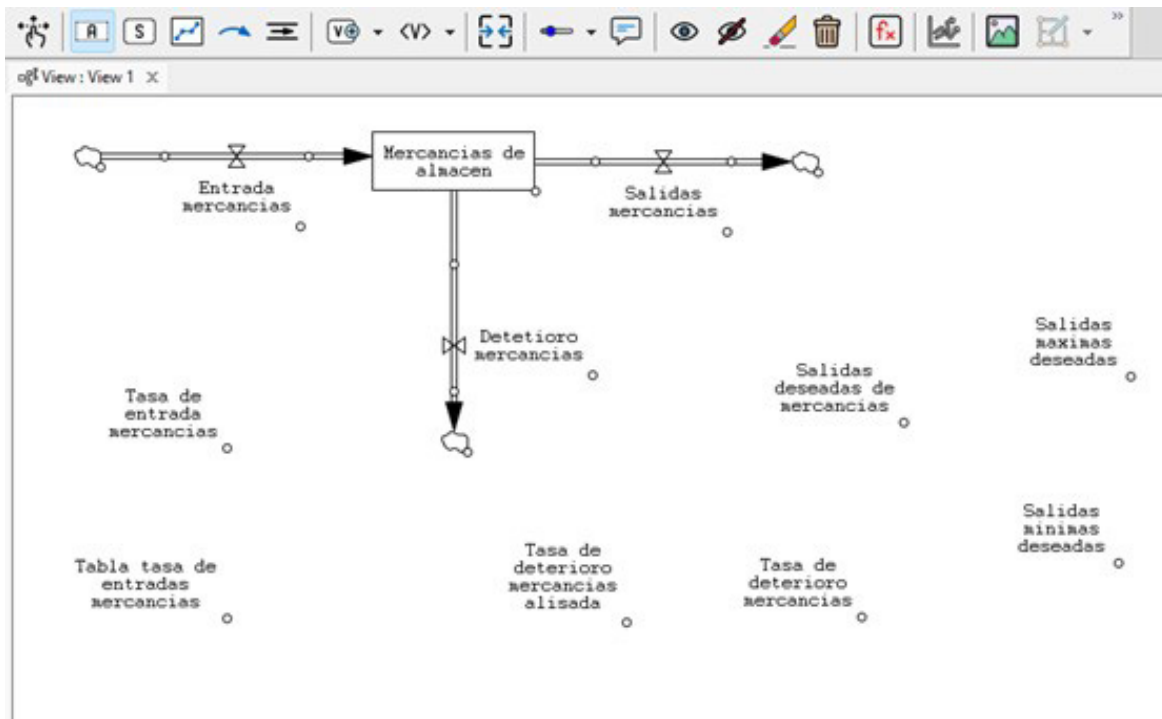 A
S
V
<V>
fx
»
View : View 1 X
Mercancias de
almacen
Entrada
mercancias
Salidas
mercancias
Detetioro
mercancias
Salidas
maximas
deseadas
Salidas
deseadas de
mercancias
Tasa de
entrada
mercancias
Salidas
minimas
deseadas
Tabla tasa de
entradas
mercancias
Tasa de
deterioro
mercancias
alisada
Tasa de
deterioro
mercancias